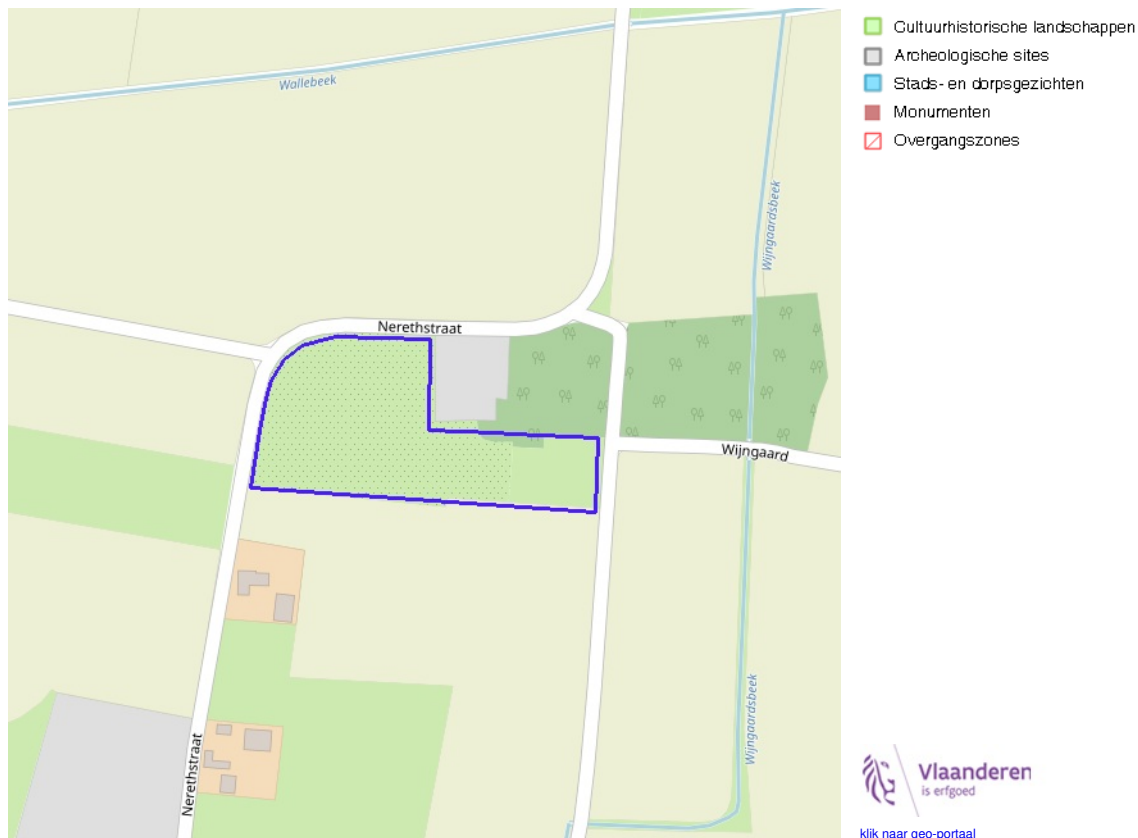 Cultuurhistorische landschappen
Archeologische sites
Stads- en dorpsgezichten
Monumenten
Overgangszones
Wallebeek
Wijngaardsbeek
Nerethstraat
Wijngaard
Wijngaardsbeek
Nerethstraat
Vlaanderen
is erfgoed
klik naar geo-portaal